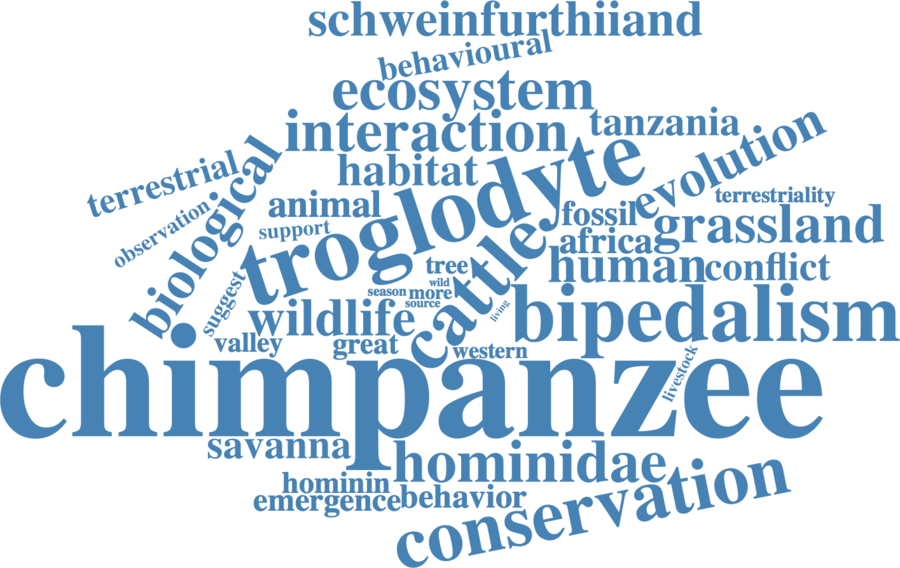 schweinfurthiiand
behavioural
ecosystem
interaction
tanzania
evolution
habitat
troglodyte
terrestrial
biological
terrestriality
animal
fossil
grassland
observation
support
africa
cattle
tree
human
conflict
wild
suggest
season
more
source
living
wildlife
bipedalism
valley
great
western
livestock
chimpanzee
savanna
hominidae
conservation
hominin
emergence
behavior